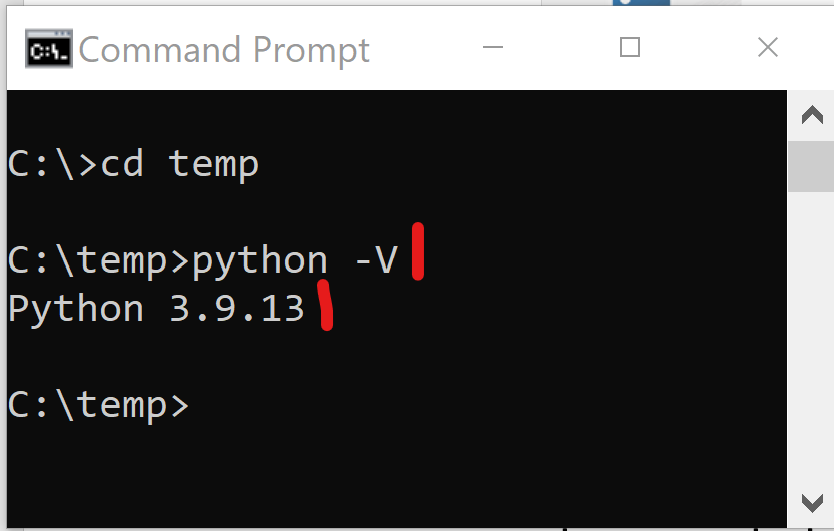 Command Prompt
C:\>cd temp
C:\temp>python -V
Python 3.9.13
C:\temp>